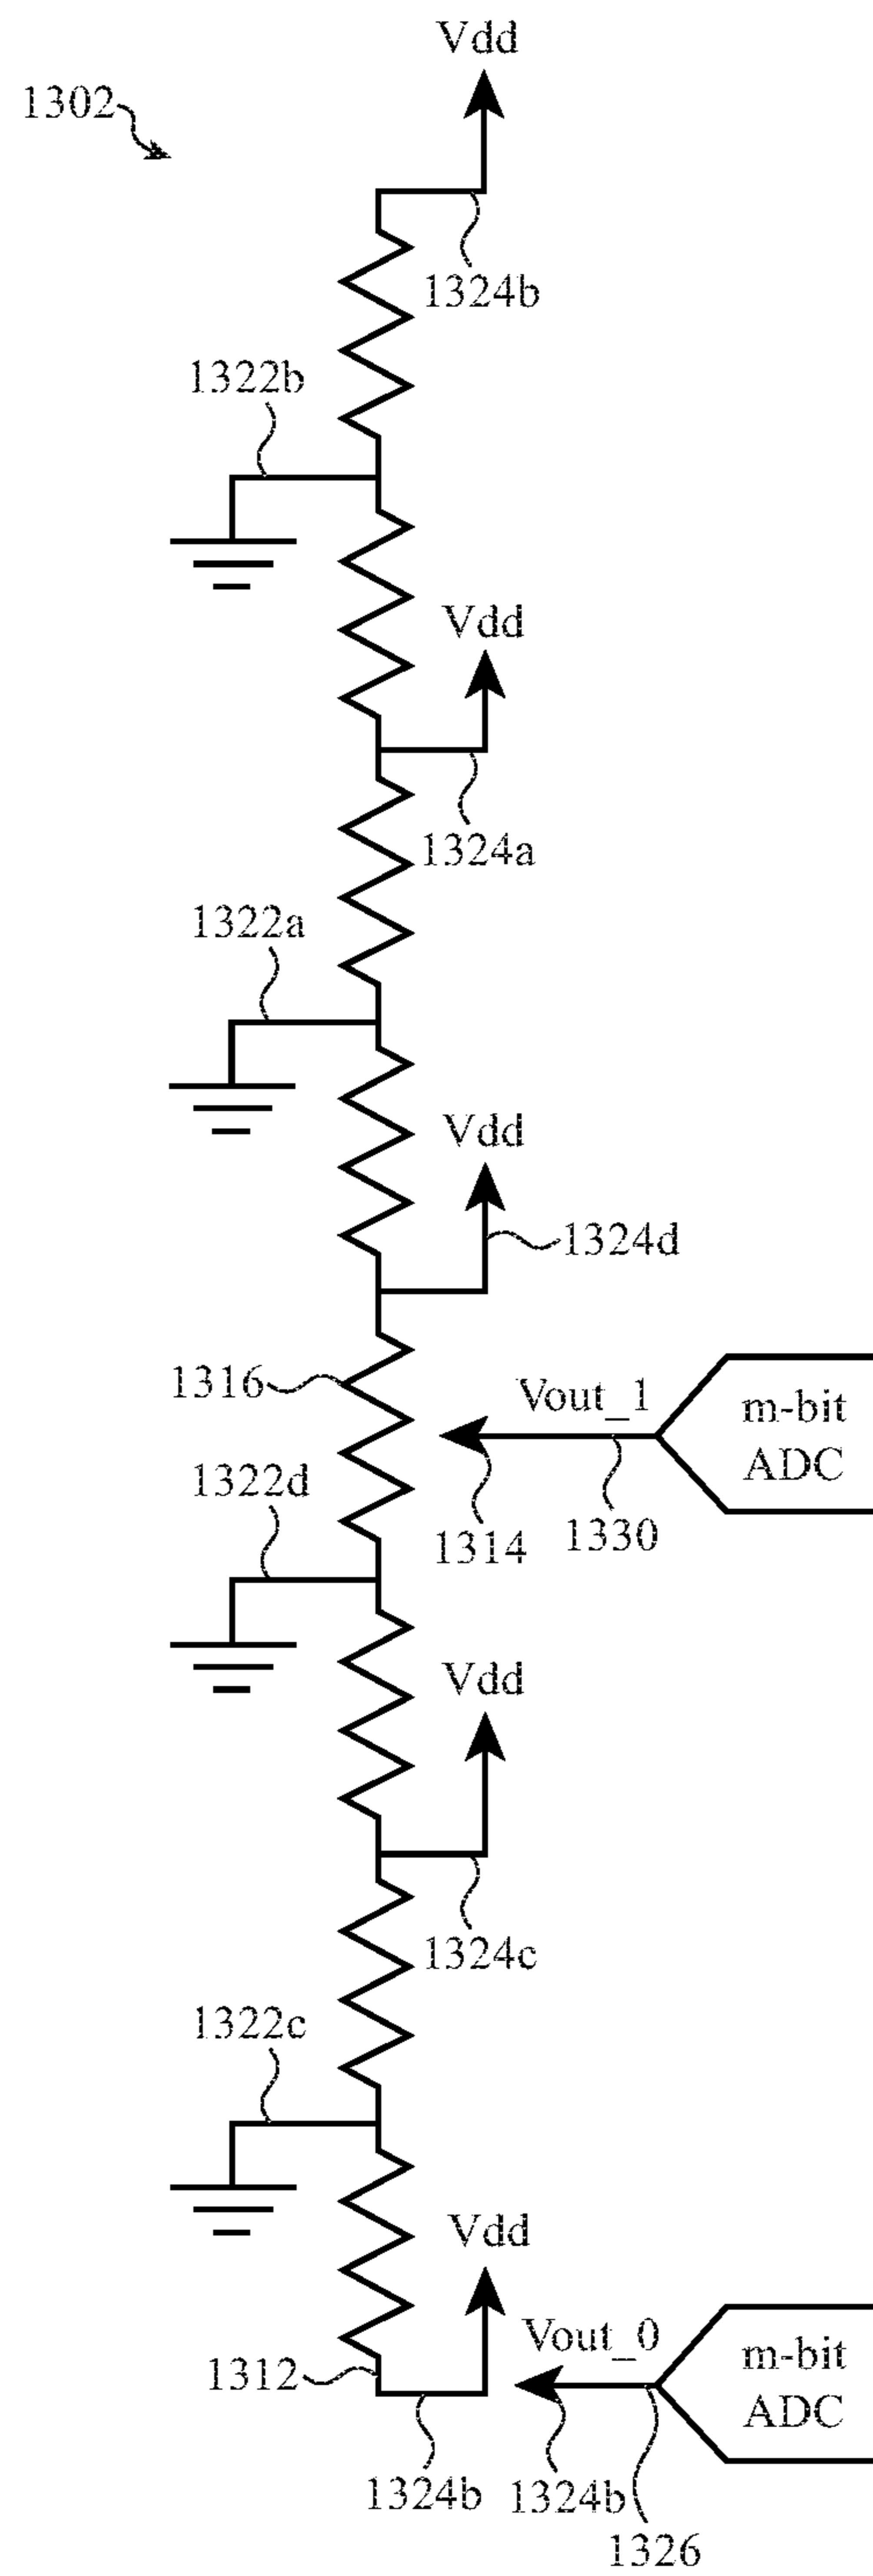 Vdd
1302
1324b
1322b
Vdd
1324a
1322a
Vdd
1324d
1316
Vout_1
m-bit
ADC
1322d
1314
1330
Vdd
1324c
1322c
Vdd
Vout_0
m-bit
ADC
1312
1324b
1324b
1326